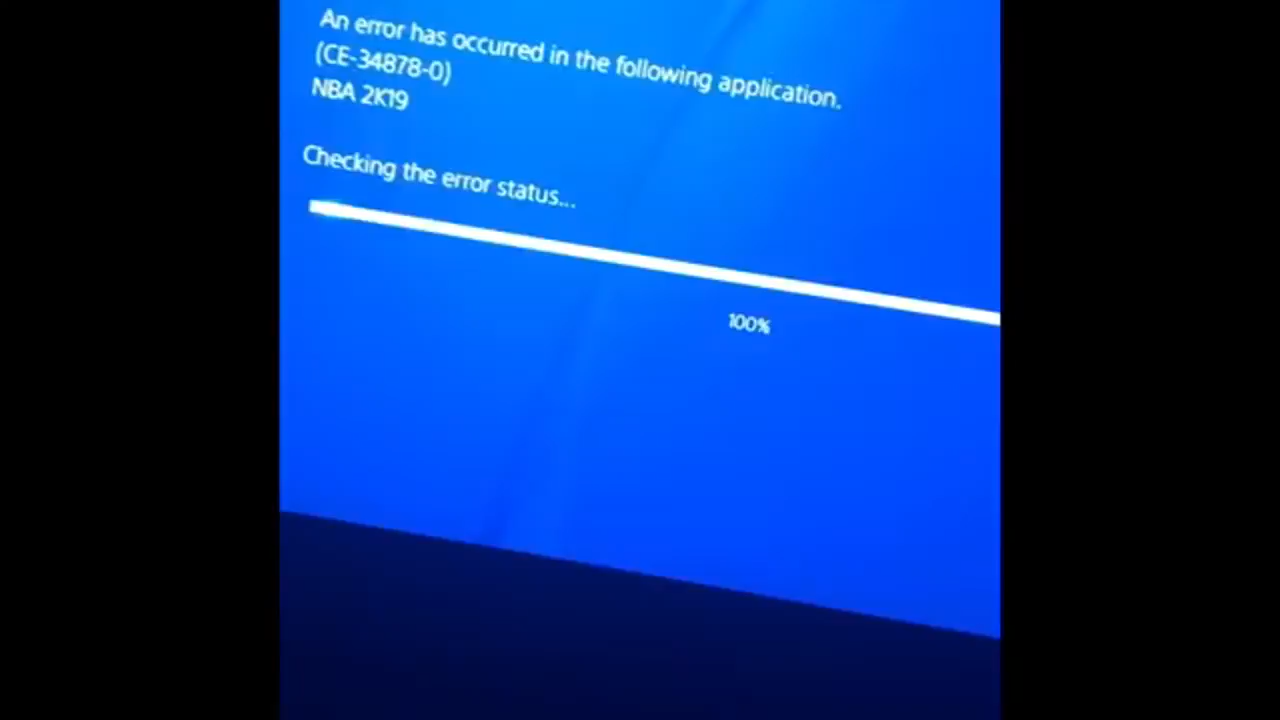 An error has occurred in the following application.
(CE-34878-0)
NBA 2K19
Checking the error status...
100%